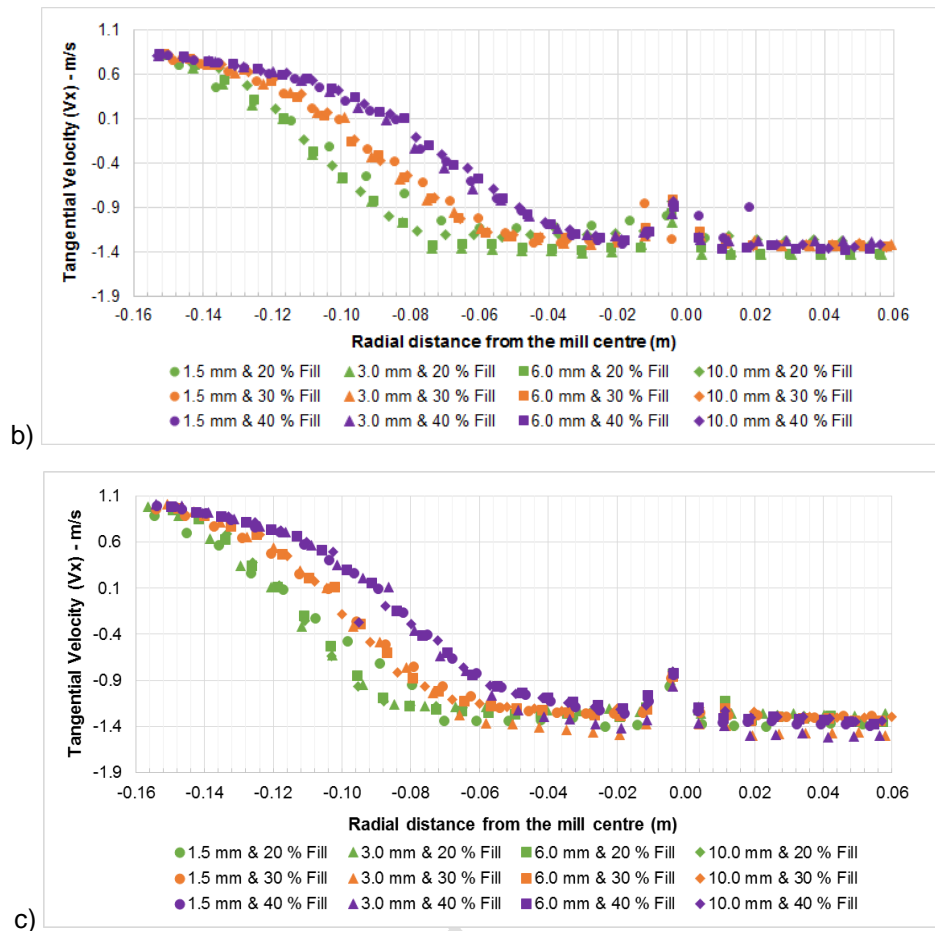 b)
Tangential Velocity (Vx) - m/s
1.1
0.6
0.1
-0.4
-0.9
-1.4
-1.9
-0.16 -0.14 -0.12 -0.10 -0.08 -0.06 -0.04 -0.02 0.00 0.02 0.04 0.06
Radial distance from the mill centre (m)
1.5 mm & 20 % Fill 3.0 mm & 20 % Fill 6.0 mm & 20 % Fill 10.0 mm & 20 % Fill
1.5 mm & 30 % Fill 3.0 mm & 30 % Fill 6.0 mm & 30 % Fill 10.0 mm & 30 % Fill
1.5 mm & 40 % Fill 3.0 mm & 40 % Fill 6.0 mm & 40 % Fill 10.0 mm & 40 % Fill
c)
Tangential Velocity (Vx) - m/s
1.1
0.6
0.1
-0.4
-0.9
-1.4
-1.9
-0.16 -0.14 -0.12 -0.10 -0.08 -0.06 -0.04 -0.02 0.00 0.02 0.04 0.06
Radial distance from the mill centre (m)
1.5 mm & 20 % Fill 3.0 mm & 20 % Fill 6.0 mm & 20 % Fill 10.0 mm & 20 % Fill
1.5 mm & 30 % Fill 3.0 mm & 30 % Fill 6.0 mm & 30 % Fill 10.0 mm & 30 % Fill
1.5 mm & 40 % Fill 3.0 mm & 40 % Fill 6.0 mm & 40 % Fill 10.0 mm & 40 % Fill